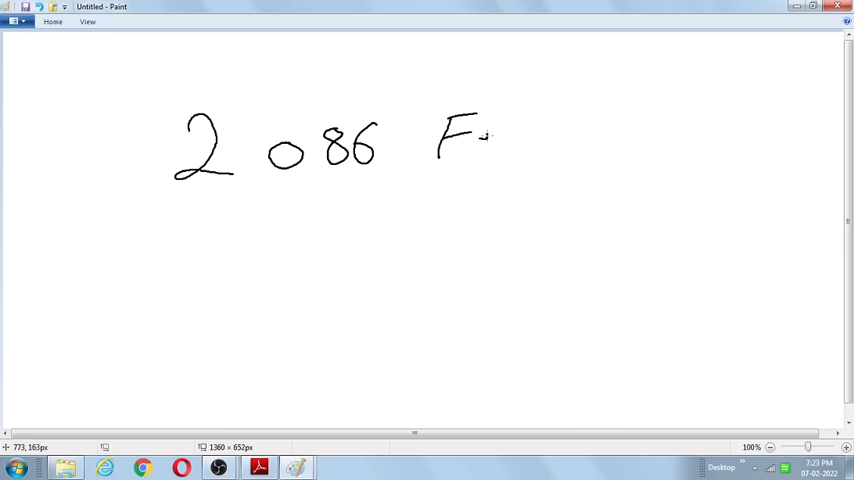 Untitled - Paint
Home View
2 086 F
773, 163px
1360 × 652px
100%
Desktop
7:23 PM
07-02-2022